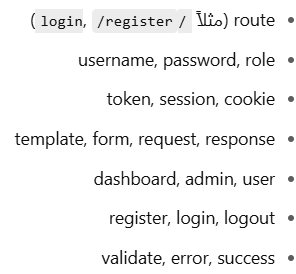 • route (مثلاً /login, /register)
• username, password, role
• token, session, cookie
• template, form, request, response
• dashboard, admin, user
• register, login, logout
• validate, error, success